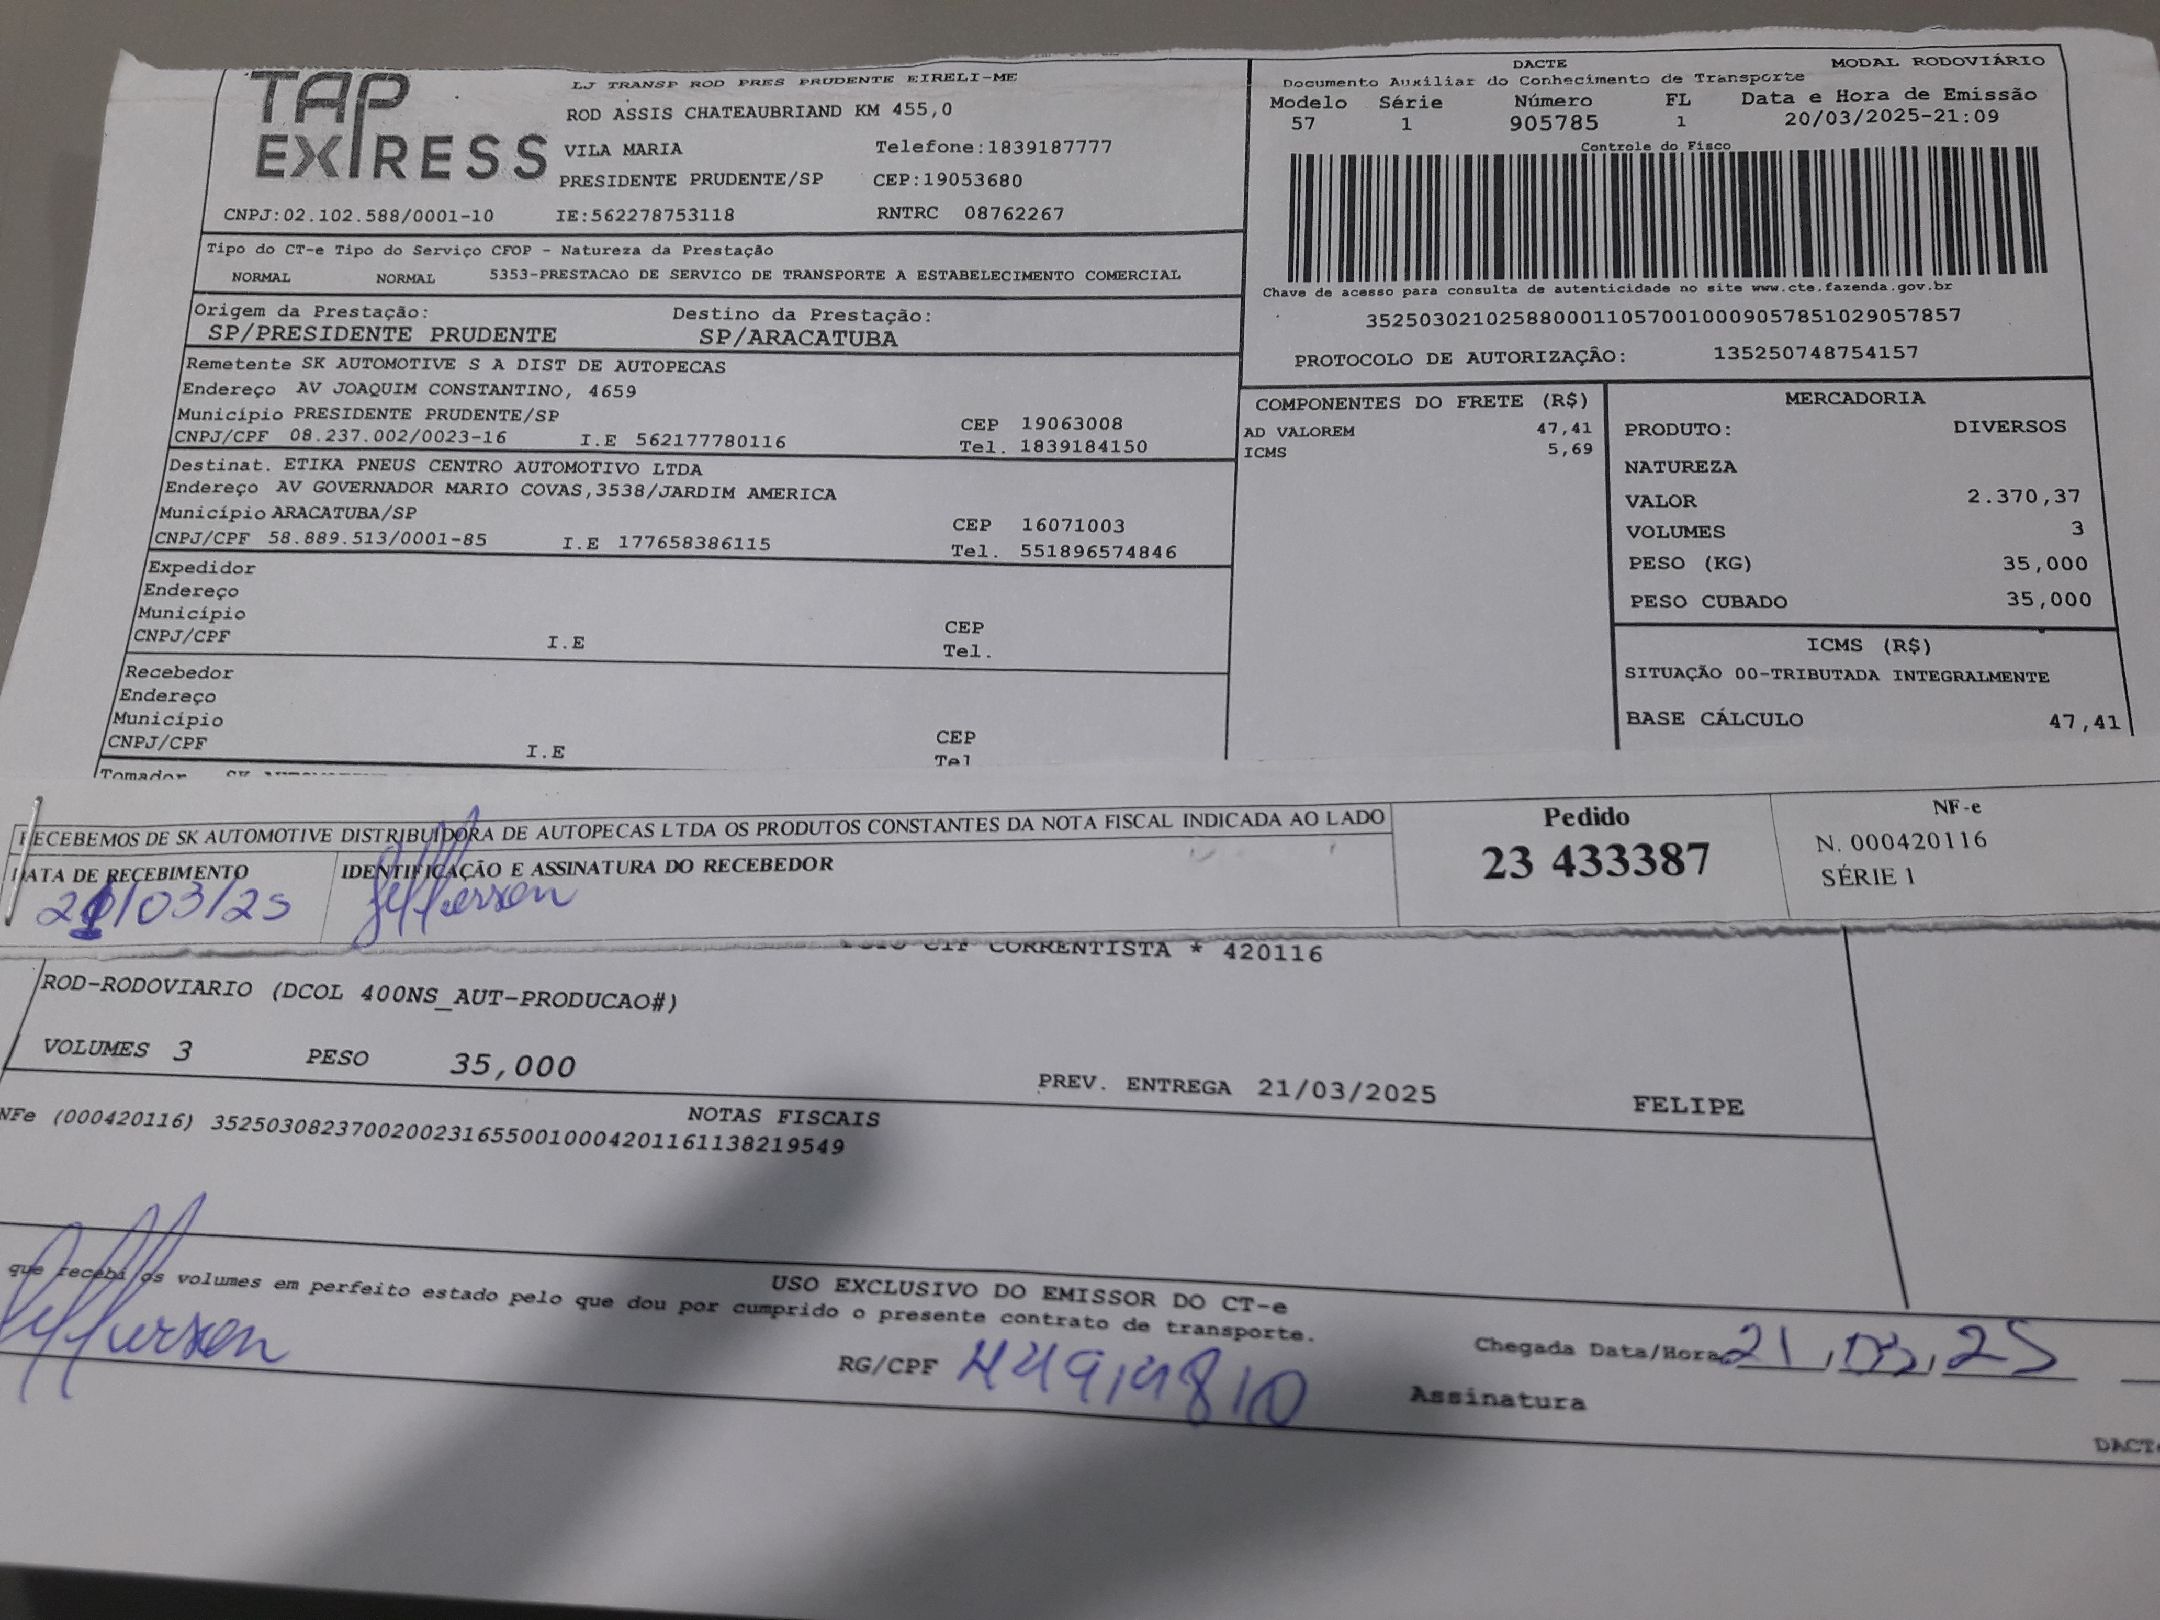 TAP
EXPRESS
LJ TRANSP ROD PRES PRUDENTE EIRELI-ME
ROD ASSIS CHATEAUBRIAND KM 455,0
VILA MARIA Telefone:1839187777
PRESIDENTE PRUDENTE/SP CEP:19053680
CNPJ:02.102.588/0001-10 IE:562278753118 RNTRC 08762267
DACTE MODAL RODOVIÁRIO
Documento Auxiliar do Conhecimento de Transporte
Modelo Série Número FL Data e Hora de Emissão
57 1 905785 1 20/03/2025-21:09
Controle do Fisco
Chave de acesso para consulta de autenticidade no site www.cte.fazenda.gov.br
35250302102588000110570010009057851029057857
PROTOCOLO DE AUTORIZAÇÃO: 135250748754157
Tipo do CT-e Tipo do Serviço CFOP - Natureza da Prestação
NORMAL NORMAL 5353-PRESTACAO DE SERVICO DE TRANSPORTE A ESTABELECIMENTO COMERCIAL
Origem da Prestação: Destino da Prestação:
SP/PRESIDENTE PRUDENTE SP/ARACATUBA
Remetente SK AUTOMOTIVE S A DIST DE AUTOPECAS
Endereço AV JOAQUIM CONSTANTINO, 4659
Município PRESIDENTE PRUDENTE/SP CEP 19063008
CNPJ/CPF 08.237.002/0023-16 I.E 562177780116 Tel. 1839184150
Destinat. ETIKA PNEUS CENTRO AUTOMOTIVO LTDA
Endereço AV GOVERNADOR MARIO COVAS,3538/JARDIM AMERICA
Município ARACATUBA/SP CEP 16071003
CNPJ/CPF 58.889.513/0001-85 I.E 177658386115 Tel. 551896574846
Expedidor
Endereço
Município CEP
CNPJ/CPF I.E Tel.
Recebedor
Endereço
Município CEP
CNPJ/CPF I.E Tel
Tomador
COMPONENTES DO FRETE (R$)
AD VALOREM 47,41
ICMS 5,69
MERCADORIA
PRODUTO: DIVERSOS
NATUREZA
VALOR 2.370,37
VOLUMES 3
PESO (KG) 35,000
PESO CUBADO 35,000
ICMS (R$)
SITUAÇÃO 00-TRIBUTADA INTEGRALMENTE
BASE CÁLCULO 47,41
RECEBEMOS DE SK AUTOMOTIVE DISTRIBUIDORA DE AUTOPECAS LTDA OS PRODUTOS CONSTANTES DA NOTA FISCAL INDICADA AO LADO
DATA DE RECEBIMENTO IDENTIFICAÇÃO E ASSINATURA DO RECEBEDOR
21/03/25 Jefferson
Pedido
23 433387
NF-e
N. 000420116
SÉRIE 1
CIF CORRENTISTA * 420116
ROD-RODOVIARIO (DCOL 400NS_AUT-PRODUCAO#)
VOLUMES 3 PESO 35,000 PREV. ENTREGA 21/03/2025 FELIPE
NOTAS FISCAIS
NFe (000420116) 35250308237002002316550010004201161138219549
USO EXCLUSIVO DO EMISSOR DO CT-e
que recebi os volumes em perfeito estado pelo que dou por cumprido o presente contrato de transporte.
Jefferson
RG/CPF Chegada Data/Hora 21,03,25
Assinatura